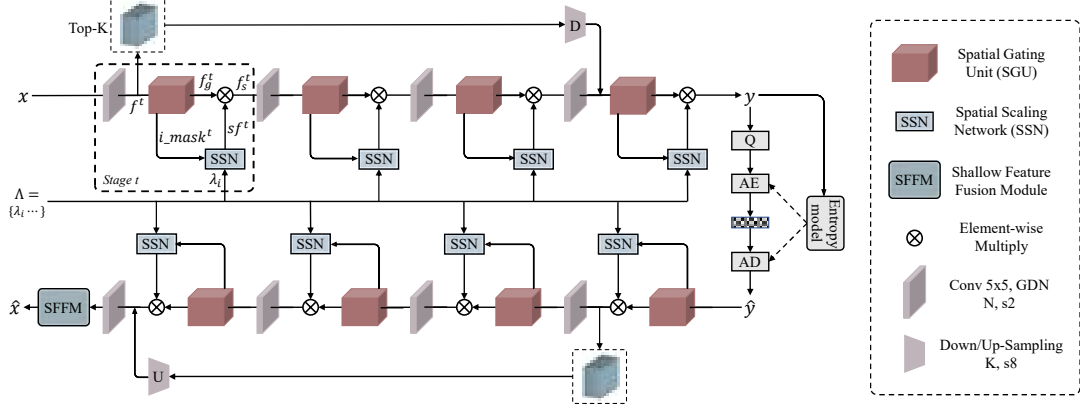 Top-K
D
x
f^t
f_g^t
f_s^t
y
i_mask^t
sf^t
SSN
SSN
SSN
SSN
Stage t
λ_i
Q
AE
Λ =
{λ_i ⋯}
Entropy
model
SSN
SSN
SSN
SSN
AD
x̂
SFFM
ŷ
U
Spatial Gating
Unit (SGU)
SSN
Spatial Scaling
Network (SSN)
SFFM
Shallow Feature
Fusion Module
Element-wise
Multiply
Conv 5x5, GDN
N, s2
Down/Up-Sampling
K, s8